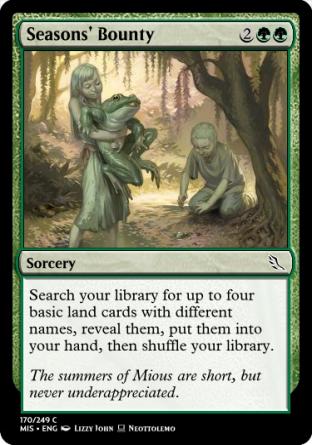 Seasons' Bounty 2
Sorcery
Search your library for up to four
basic land cards with different
names, reveal them, put them into
your hand, then shuffle your library.
The summers of Mious are short, but
never underappreciated.
170/249 C
MIS • ENG Lizzy John Neottolemo